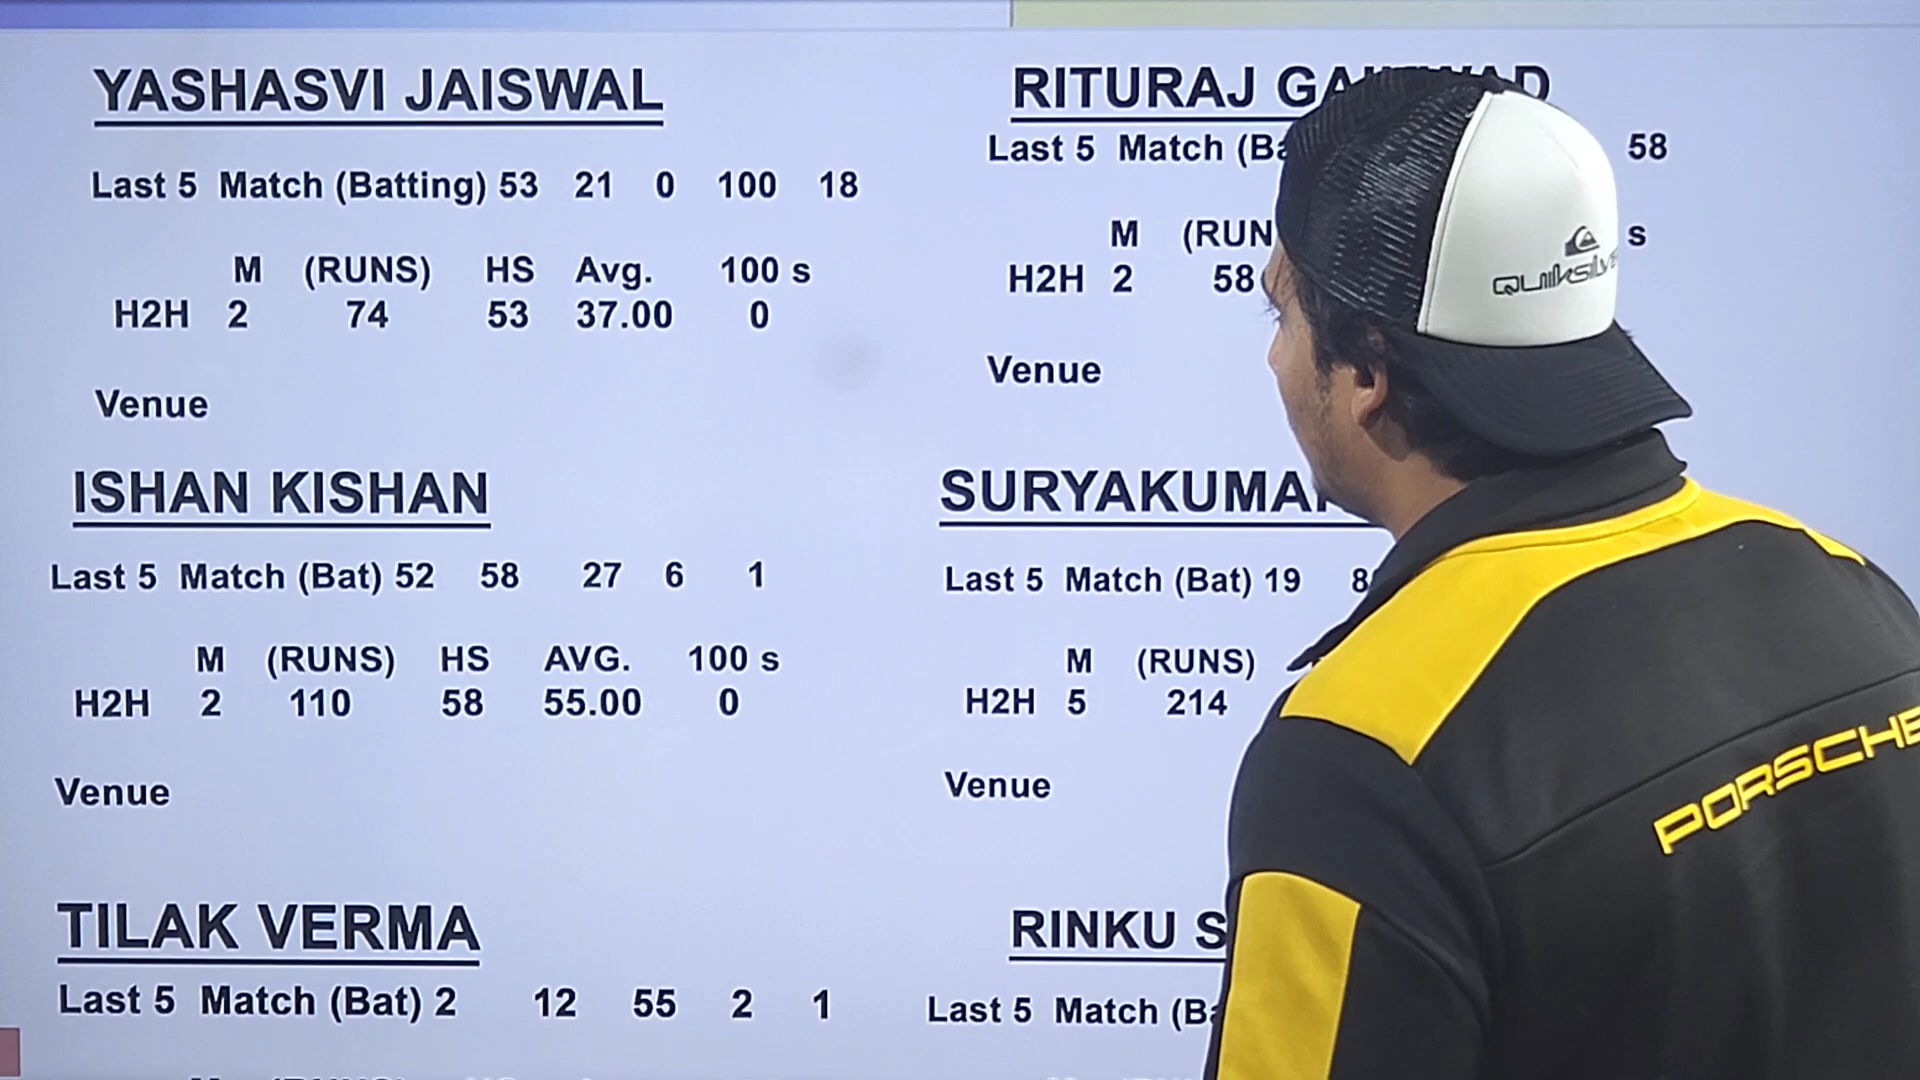 YASHASVI JAISWAL
Last 5 Match (Batting) 53 21 0 100 18
M (RUNS) HS Avg. 100 s
H2H 2 74 53 37.00 0
Venue
RITURAJ
Last 5 Match 58
M s
H2H 2 58
Venue
ISHAN KISHAN
Last 5 Match (Bat) 52 58 27 6 1
M (RUNS) HS AVG. 100 s
H2H 2 110 58 55.00 0
Venue
SURYAKUMAR
Last 5 Match (Bat) 19
M (RUNS)
H2H 5 214
Venue
TILAK VERMA
Last 5 Match (Bat) 2 12 55 2 1
RINKU
Last 5 Match
QUIKSILVER
PORSCHE